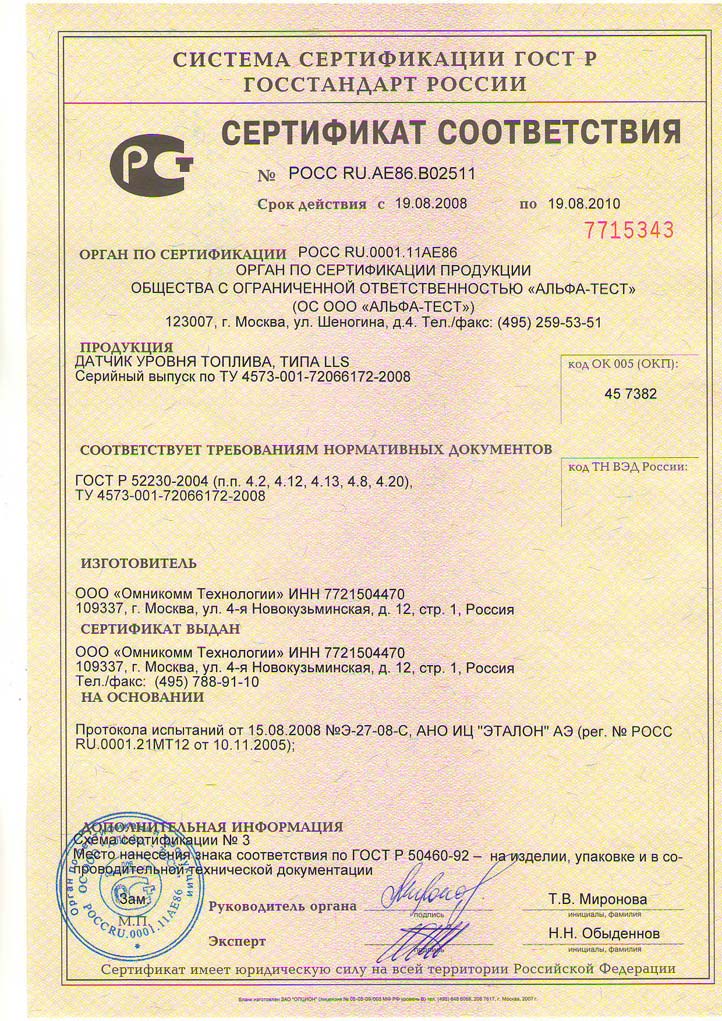 СИСТЕМА СЕРТИФИКАЦИИ ГОСТ Р
ГОССТАНДАРТ РОССИИ
СЕРТИФИКАТ СООТВЕТСТВИЯ
№ РОСС RU.АЕ86.В02511
Срок действия с 19.08.2008 по 19.08.2010
7715343
ОРГАН ПО СЕРТИФИКАЦИИ РОСС RU.0001.11АЕ86
ОРГАН ПО СЕРТИФИКАЦИИ ПРОДУКЦИИ
ОБЩЕСТВА С ОГРАНИЧЕННОЙ ОТВЕТСТВЕННОСТЬЮ «АЛЬФА-ТЕСТ»
(ОС ООО «АЛЬФА-ТЕСТ»)
123007, г. Москва, ул. Шеногина, д.4. Тел./факс: (495) 259-53-51
ПРОДУКЦИЯ
ДАТЧИК УРОВНЯ ТОПЛИВА, ТИПА LLS
Серийный выпуск по ТУ 4573-001-72066172-2008
код ОК 005 (ОКП):
45 7382
СООТВЕТСТВУЕТ ТРЕБОВАНИЯМ НОРМАТИВНЫХ ДОКУМЕНТОВ
ГОСТ Р 52230-2004 (п.п. 4.2, 4.12, 4.13, 4.8, 4.20),
ТУ 4573-001-72066172-2008
код ТН ВЭД России:
ИЗГОТОВИТЕЛЬ
ООО «Омникомм Технологии» ИНН 7721504470
109337, г. Москва, ул. 4-я Новокузьминская, д. 12, стр. 1, Россия
СЕРТИФИКАТ ВЫДАН
ООО «Омникомм Технологии» ИНН 7721504470
109337, г. Москва, ул. 4-я Новокузьминская, д. 12, стр. 1, Россия
Тел./факс: (495) 788-91-10
НА ОСНОВАНИИ
Протокола испытаний от 15.08.2008 №Э-27-08-С, АНО ИЦ "ЭТАЛОН" АЭ (рег. № РОСС
RU.0001.21МТ12 от 10.11.2005);
ДОПОЛНИТЕЛЬНАЯ ИНФОРМАЦИЯ
Схема сертификации № 3
Место нанесения знака соответствия по ГОСТ Р 50460-92 – на изделии, упаковке и в со-
проводительной технической документации
Зам.
М.П.
РОСС RU.0001.11АЕ86
Руководитель органа
подпись
Т.В. Миронова
инициалы, фамилия
Эксперт
подпись
Н.Н. Обыденнов
инициалы, фамилия
Сертификат имеет юридическую силу на всей территории Российской Федерации